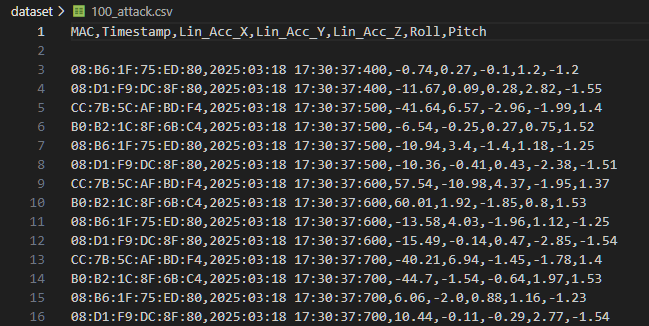 dataset > 100_attack.csv
1 MAC,Timestamp,Lin_Acc_X,Lin_Acc_Y,Lin_Acc_Z,Roll,Pitch
2
3 08:B6:1F:75:ED:80,2025:03:18 17:30:37:400,-0.74,0.27,-0.1,1.2,-1.2
4 08:D1:F9:DC:8F:80,2025:03:18 17:30:37:400,-11.67,0.09,0.28,2.82,-1.55
5 CC:7B:5C:AF:BD:F4,2025:03:18 17:30:37:500,-41.64,6.57,-2.96,-1.99,1.4
6 B0:B2:1C:8F:6B:C4,2025:03:18 17:30:37:500,-6.54,-0.25,0.27,0.75,1.52
7 08:B6:1F:75:ED:80,2025:03:18 17:30:37:500,-10.94,3.4,-1.4,1.18,-1.25
8 08:D1:F9:DC:8F:80,2025:03:18 17:30:37:500,-10.36,-0.41,0.43,-2.38,-1.51
9 CC:7B:5C:AF:BD:F4,2025:03:18 17:30:37:600,57.54,-10.98,4.37,-1.95,1.37
10 B0:B2:1C:8F:6B:C4,2025:03:18 17:30:37:600,60.01,1.92,-1.85,0.8,1.53
11 08:B6:1F:75:ED:80,2025:03:18 17:30:37:600,-13.58,4.03,-1.96,1.12,-1.25
12 08:D1:F9:DC:8F:80,2025:03:18 17:30:37:600,-15.49,-0.14,0.47,-2.85,-1.54
13 CC:7B:5C:AF:BD:F4,2025:03:18 17:30:37:700,-40.21,6.94,-1.45,-1.78,1.4
14 B0:B2:1C:8F:6B:C4,2025:03:18 17:30:37:700,-44.7,-1.54,-0.64,1.97,1.53
15 08:B6:1F:75:ED:80,2025:03:18 17:30:37:700,6.06,-2.0,0.88,1.16,-1.23
16 08:D1:F9:DC:8F:80,2025:03:18 17:30:37:700,10.44,-0.11,-0.29,2.77,-1.54